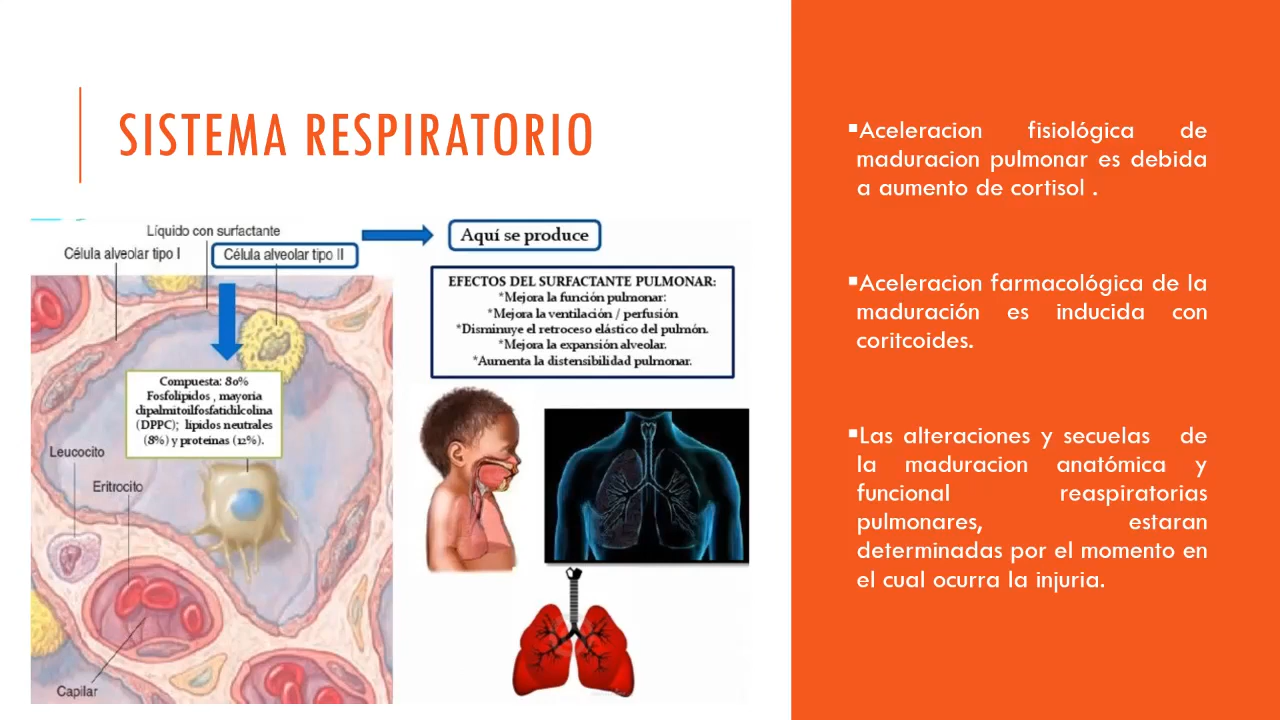 SISTEMA RESPIRATORIO
Líquido con surfactante
Célula alveolar tipo I
Célula alveolar tipo II
Aquí se produce
EFECTOS DEL SURFACTANTE PULMONAR:
*Mejora la función pulmonar:
*Mejora la ventilación / perfusión
*Disminuye el retroceso elástico del pulmón.
*Mejora la expansión alveolar.
*Aumenta la distensibilidad pulmonar.
Compuesta: 80%
Fosfolípidos , mayoría
dipalmitoilfosfatidilcolina
(DPPC); lípidos neutrales
(8%) y proteínas (12%).
Leucocito
Eritrocito
Capilar
▪Aceleracion fisiológica de
maduracion pulmonar es debida
a aumento de cortisol .
▪Aceleracion farmacológica de la
maduración es inducida con
coritcoides.
▪Las alteraciones y secuelas de
la maduracion anatómica y
funcional reaspiratorias
pulmonares, estaran
determinadas por el momento en
el cual ocurra la injuria.